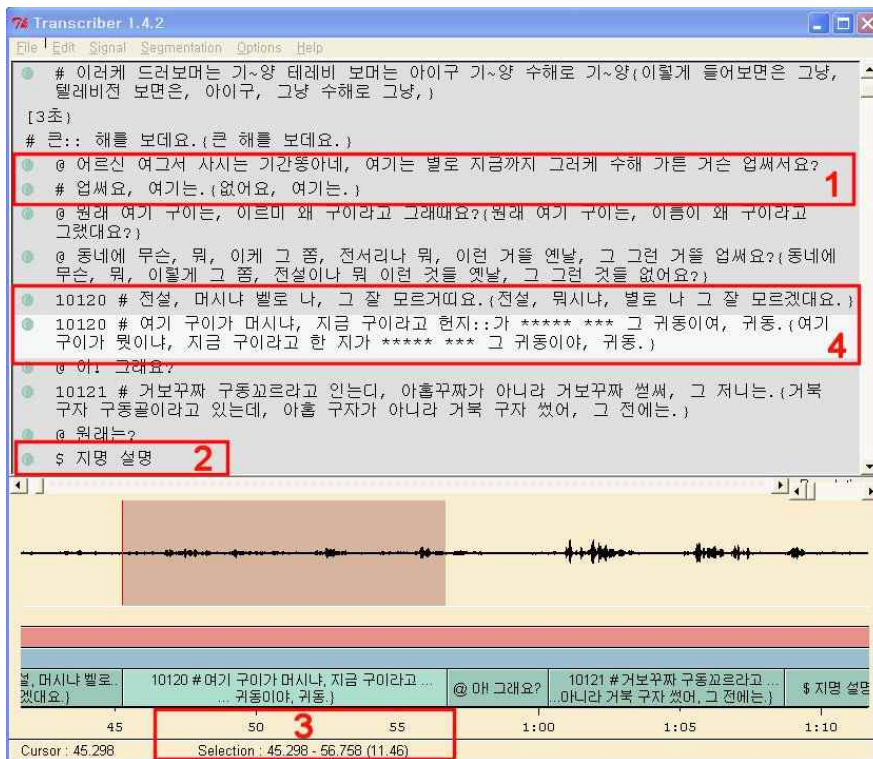 Transcriber 1.4.2
File Edit Signal Segmentation Options Help
# 이러케 드러보머는 기~양 테레비 보머는 아이구 기~양 수해로 기~양{이렇게 들어보면은 그냥,
텔레비전 보면은, 아이구, 그냥 수해로 그냥,}
[3초}
# 큰:: 해를 보데요.{큰 해를 보데요.}
@ 어르신 여그서 사시는 기간똥아네, 여기는 별로 지금까지 그러케 수해 가튼 거슨 업써서요?
1
# 업써요, 여기는.{없어요, 여기는.}
@ 원래 여기 구이는, 이르미 왜 구이라고 그래때요?{원래 여기 구이는, 이름이 왜 구이라고
그랬대요?}
@ 동네에 무슨, 뭐, 이케 그 쫌, 전서리나 뭐, 이런 거뜰 옌날, 그 그런 거뜰 업써요?{동네에
무슨, 뭐, 이렇게 그 쫌, 전설이나 뭐 이런 것들 옛날, 그 그런 것들 없어요?}
10120 # 전설, 머시냐 벨로 나, 그 잘 모르거띠요.{전설, 뭐시냐, 별로 나 그 잘 모르겠대요.}
10120 # 여기 구이가 머시냐, 지금 구이라고 헌지::가 ***** *** 그 귀동이여, 귀동.{여기
구이가 뭣이냐, 지금 구이라고 한 지가 ***** *** 그 귀동이야, 귀동.}
4
@ 그래요?
10121 # 거보꾸짜 구동꼬르라고 인는디, 아홉꾸짜가 아니라 거보꾸짜 썯써, 그 저니는.{거북
구자 구동골이라고 있는데, 아홉 구자가 아니라 거북 구자 썼어, 그 전에는.}
@ 원래는?
$ 지명 설명
2
, 머시냐 벨로..
겠대요.}
10120 # 여기 구이가 머시냐, 지금 구이라고 ...
... 귀동이야, 귀동.}
@ 그래요?
10121 # 거보꾸짜 구동꼬르라고 ...
...아니라 거북 구자 썼어, 그 전에는.}
$ 지명 설명
3
45 50 55 1:00 1:05 1:10
Cursor : 45.298 Selection : 45.298 - 56.758 (11.46)